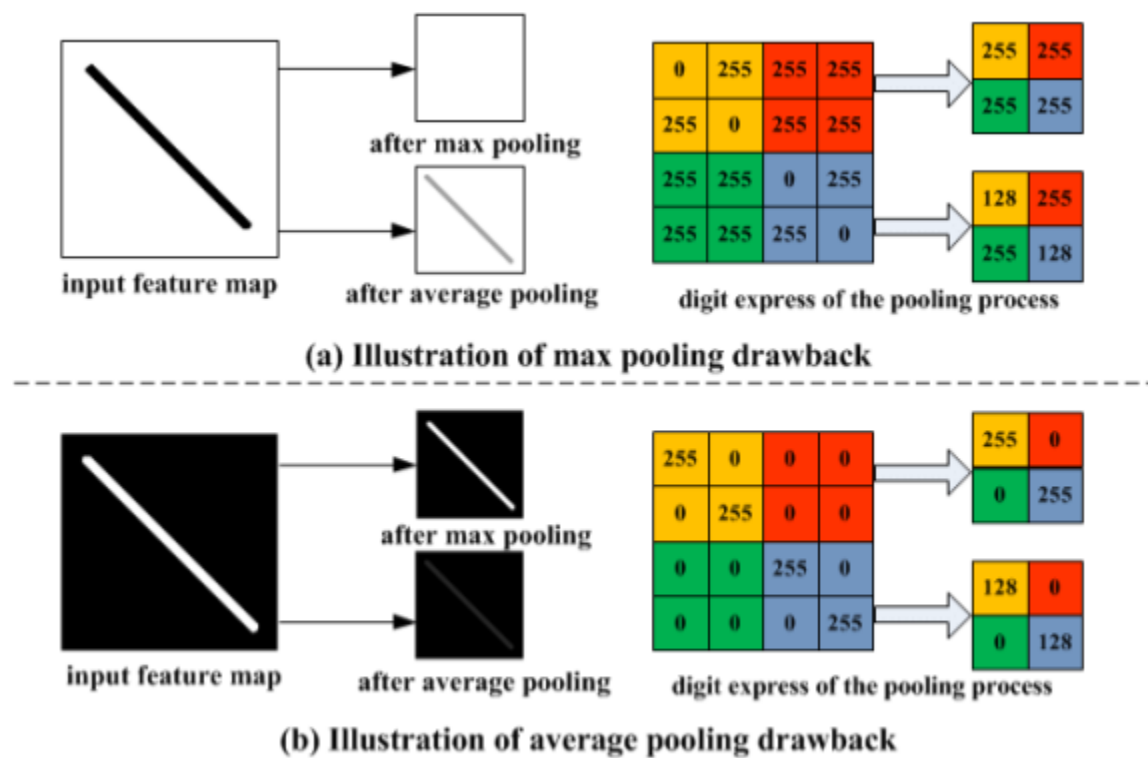 after max pooling
after average pooling
input feature map
0 255 255 255
255 0 255 255
255 255 0 255
255 255 255 0
255 255
255 255
128 255
255 128
digit express of the pooling process
(a) Illustration of max pooling drawback
after max pooling
after average pooling
input feature map
255 0 0 0
0 255 0 0
0 0 255 0
0 0 0 255
255 0
0 255
128 0
0 128
digit express of the pooling process
(b) Illustration of average pooling drawback